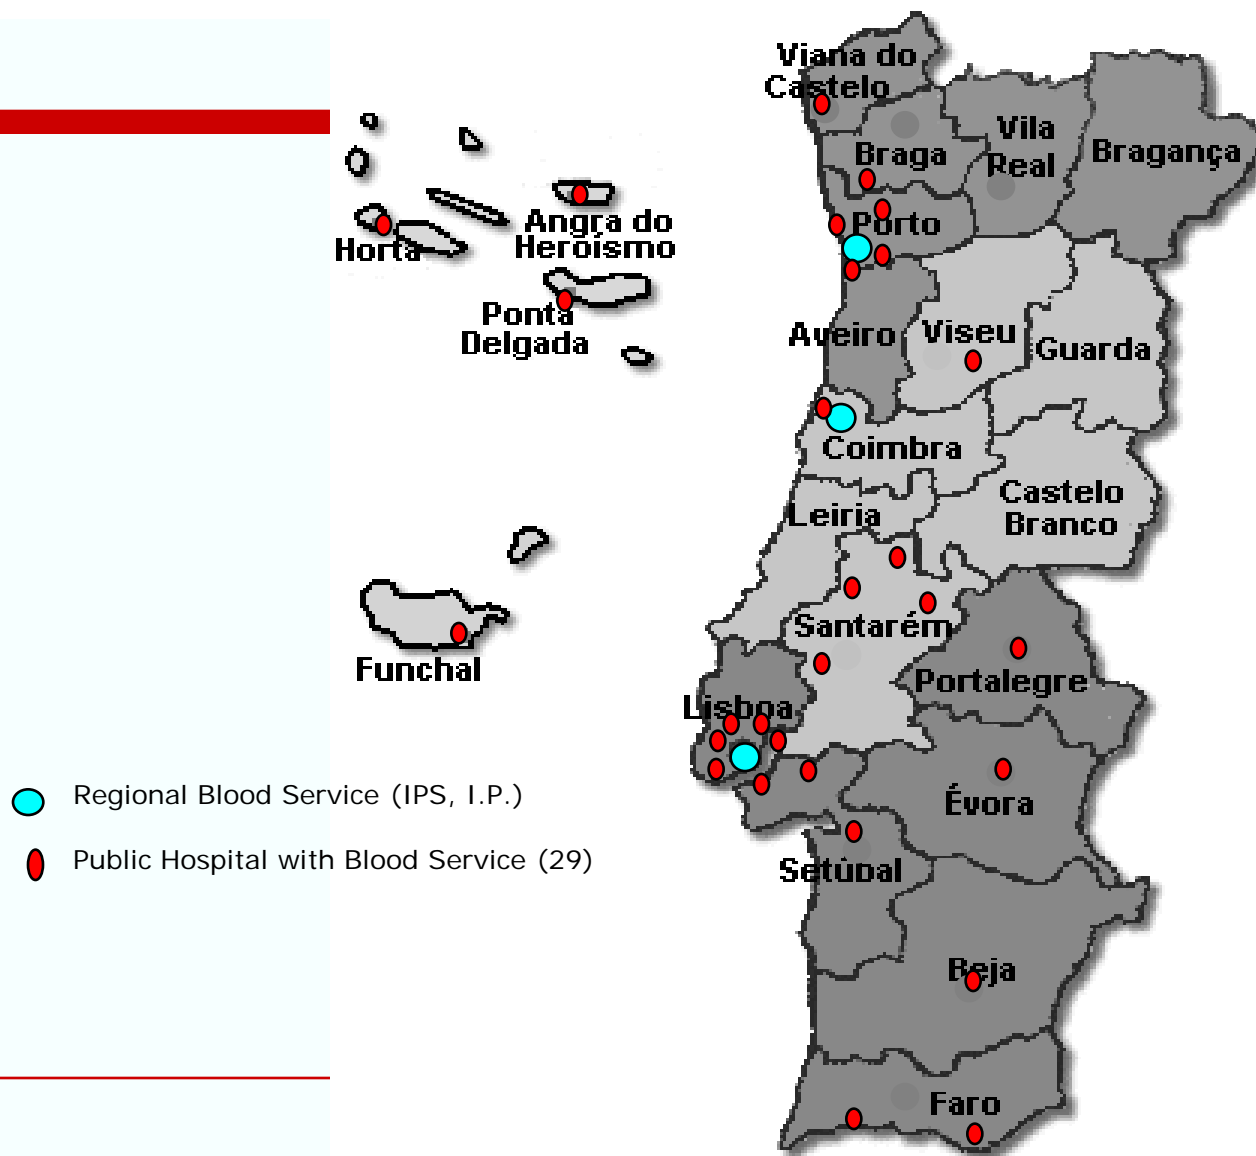 Viana do
Castelo
Braga
Vila
Real
Bragança
Porto
Angra do
Heroísmo
Horta
Ponta
Delgada
Aveiro
Viseu
Guarda
Coimbra
Castelo
Branco
Leiria
Santarém
Funchal
Portalegre
Lisboa
Évora
Setúbal
Beja
Faro
Regional Blood Service (IPS, I.P.)
Public Hospital with Blood Service (29)